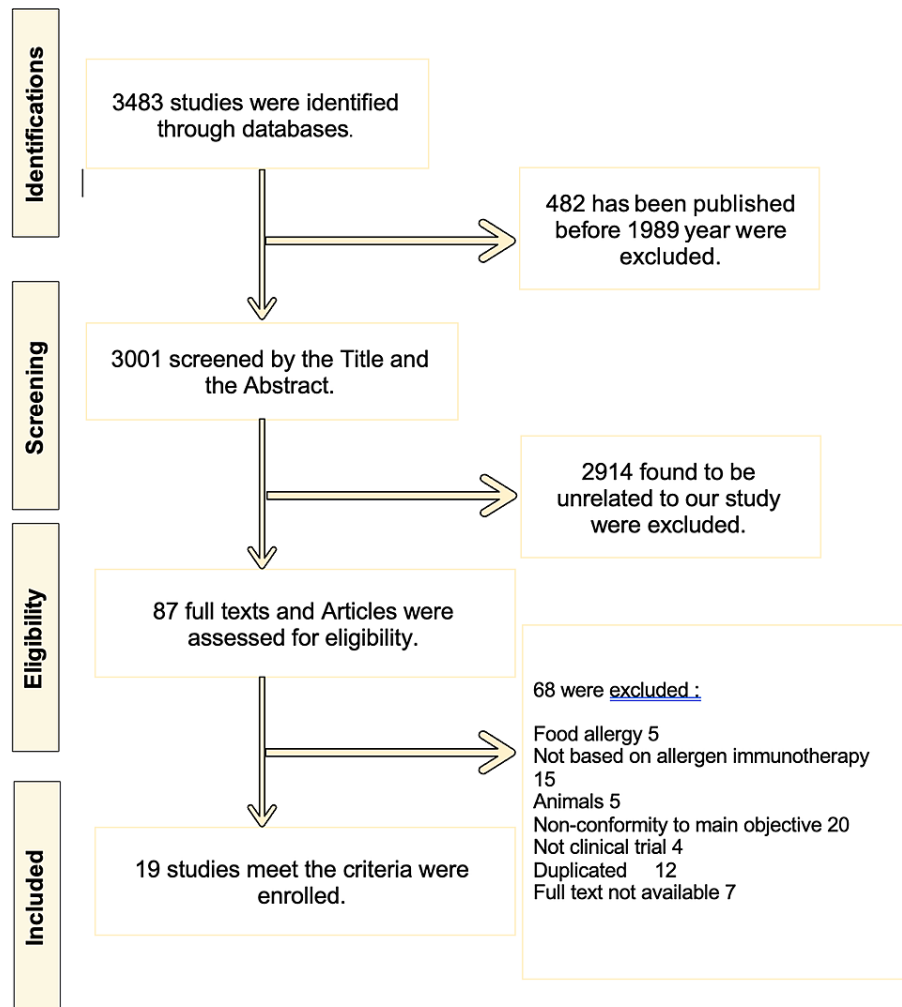 Identifications
3483 studies were identified
through databases.
482 has been published
before 1989 year were
excluded.
Screening
3001 screened by the Title and
the Abstract.
2914 found to be
unrelated to our study
were excluded.
Eligibility
87 full texts and Articles were
assessed for eligibility.
68 were excluded :
Food allergy 5
Not based on allergen immunotherapy
15
Animals 5
Non-conformity to main objective 20
Not clinical trial 4
Duplicated 12
Full text not available 7
Included
19 studies meet the criteria were
enrolled.